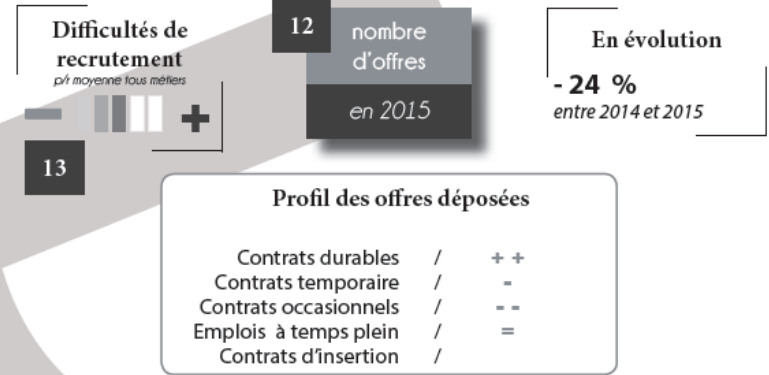 Difficultés de
recrutement
p/r moyenne tous métiers
- +
13
12
nombre
d'offres
en 2015
En évolution
- 24 %
entre 2014 et 2015
Profil des offres déposées
Contrats durables / + +
Contrats temporaire / -
Contrats occasionnels / - -
Emplois à temps plein / =
Contrats d'insertion /